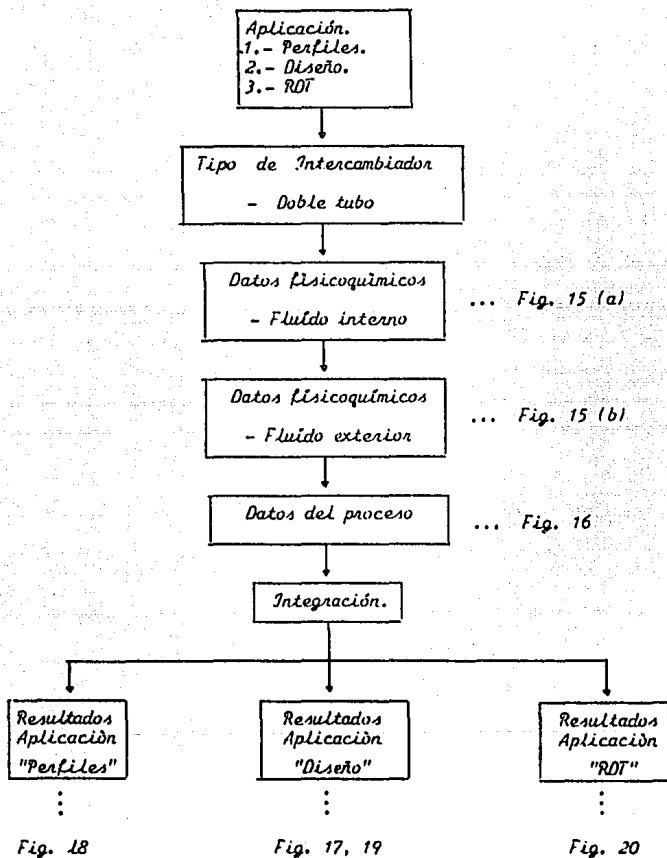 Aplicación.
1.- Perfiles.
2.- Diseño.
3.- RDT
Tipo de Intercambiador
- Doble tubo
Datos fisicoquímicos
- Fluído interno
... Fig. 15 (a)
Datos fisicoquímicos
- Fluído exterior
... Fig. 15 (b)
Datos del proceso
... Fig. 16
Integración.
Resultados
Aplicación
"Perfiles"
Resultados
Aplicación
"Diseño"
Resultados
Aplicación
"RDT"
Fig. 18
Fig. 17, 19
Fig. 20